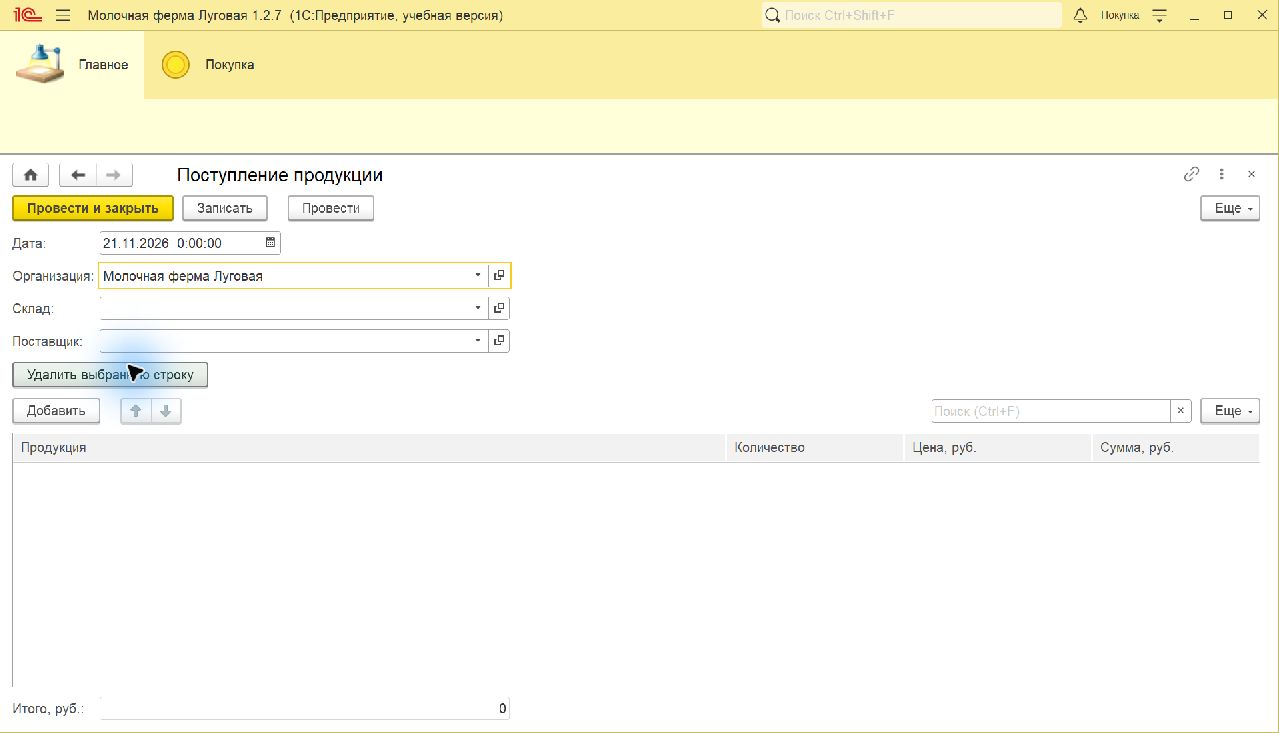 1С Молочная ферма Луговая 1.2.7 (1С:Предприятие, учебная версия) Поиск Ctrl+Shift+F Покупка
Главное Покупка
Поступление продукции
Провести и закрыть Записать Провести Еще
Дата: 21.11.2026 0:00:00
Организация: Молочная ферма Луговая
Склад:
Поставщик:
Удалить строку
Добавить Поиск (Ctrl+F) × Еще
Продукция Количество Цена, руб. Сумма, руб.
Итого, руб.: 0